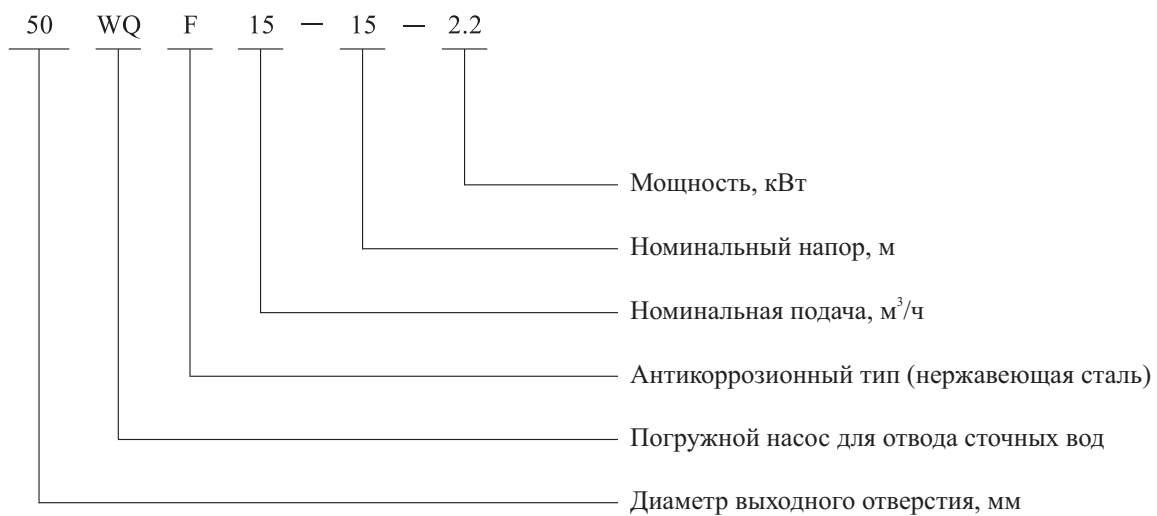 50 WQ F 15 — 15 — 2.2
Мощность, кВт
Номинальный напор, м
Номинальная подача, м³/ч
Антикоррозионный тип (нержавеющая сталь)
Погружной насос для отвода сточных вод
Диаметр выходного отверстия, мм